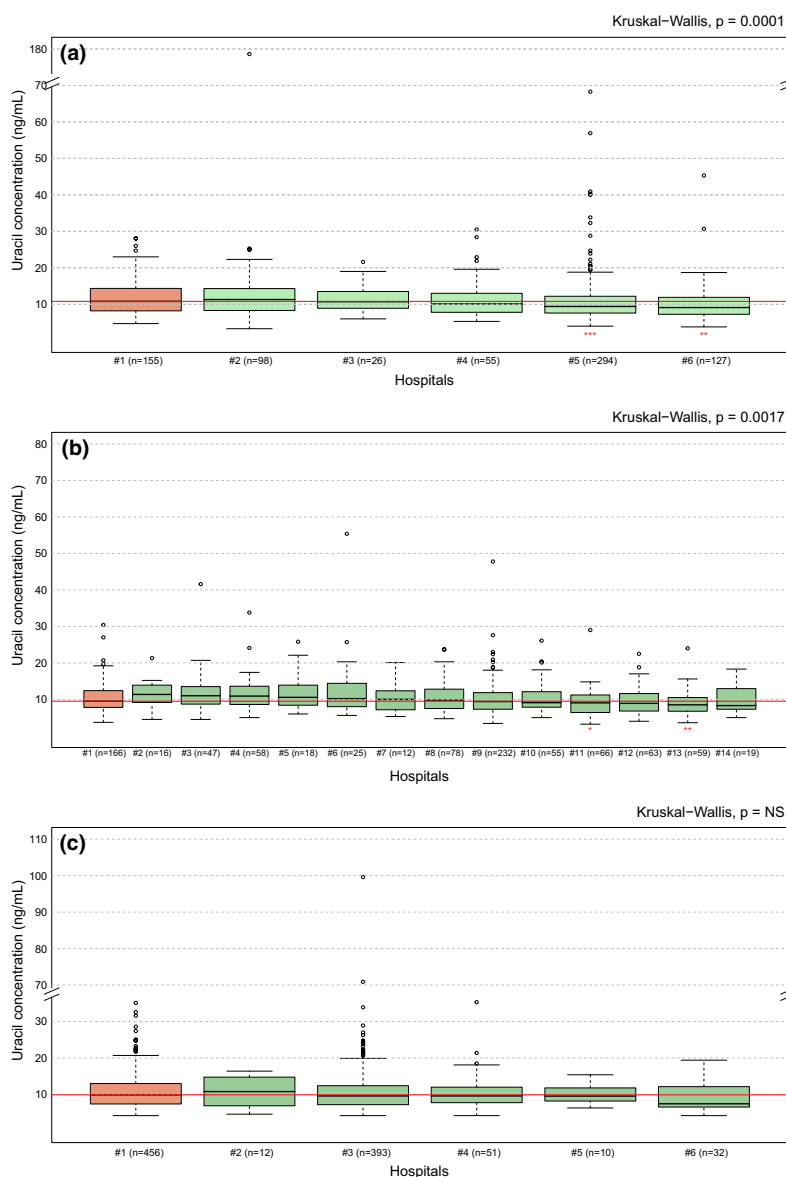 Kruskal−Wallis, p = 0.0001
(a)
180
70
60
50
40
30
20
10
Uracil concentration (ng/mL)
*** **
#1 (n=155) #2 (n=98) #3 (n=26) #4 (n=55) #5 (n=294) #6 (n=127)
Hospitals
Kruskal−Wallis, p = 0.0017
(b)
80
70
60
50
40
30
20
10
Uracil concentration (ng/mL)
* **
#1 (n=166) #2 (n=16) #3 (n=47) #4 (n=58) #5 (n=18) #6 (n=25) #7 (n=12) #8 (n=78) #9 (n=232) #10 (n=55) #11 (n=66) #12 (n=63) #13 (n=59) #14 (n=19)
Hospitals
Kruskal−Wallis, p = NS
(c)
110
100
90
80
70
30
20
10
Uracil concentration (ng/mL)
#1 (n=456) #2 (n=12) #3 (n=393) #4 (n=51) #5 (n=10) #6 (n=32)
Hospitals